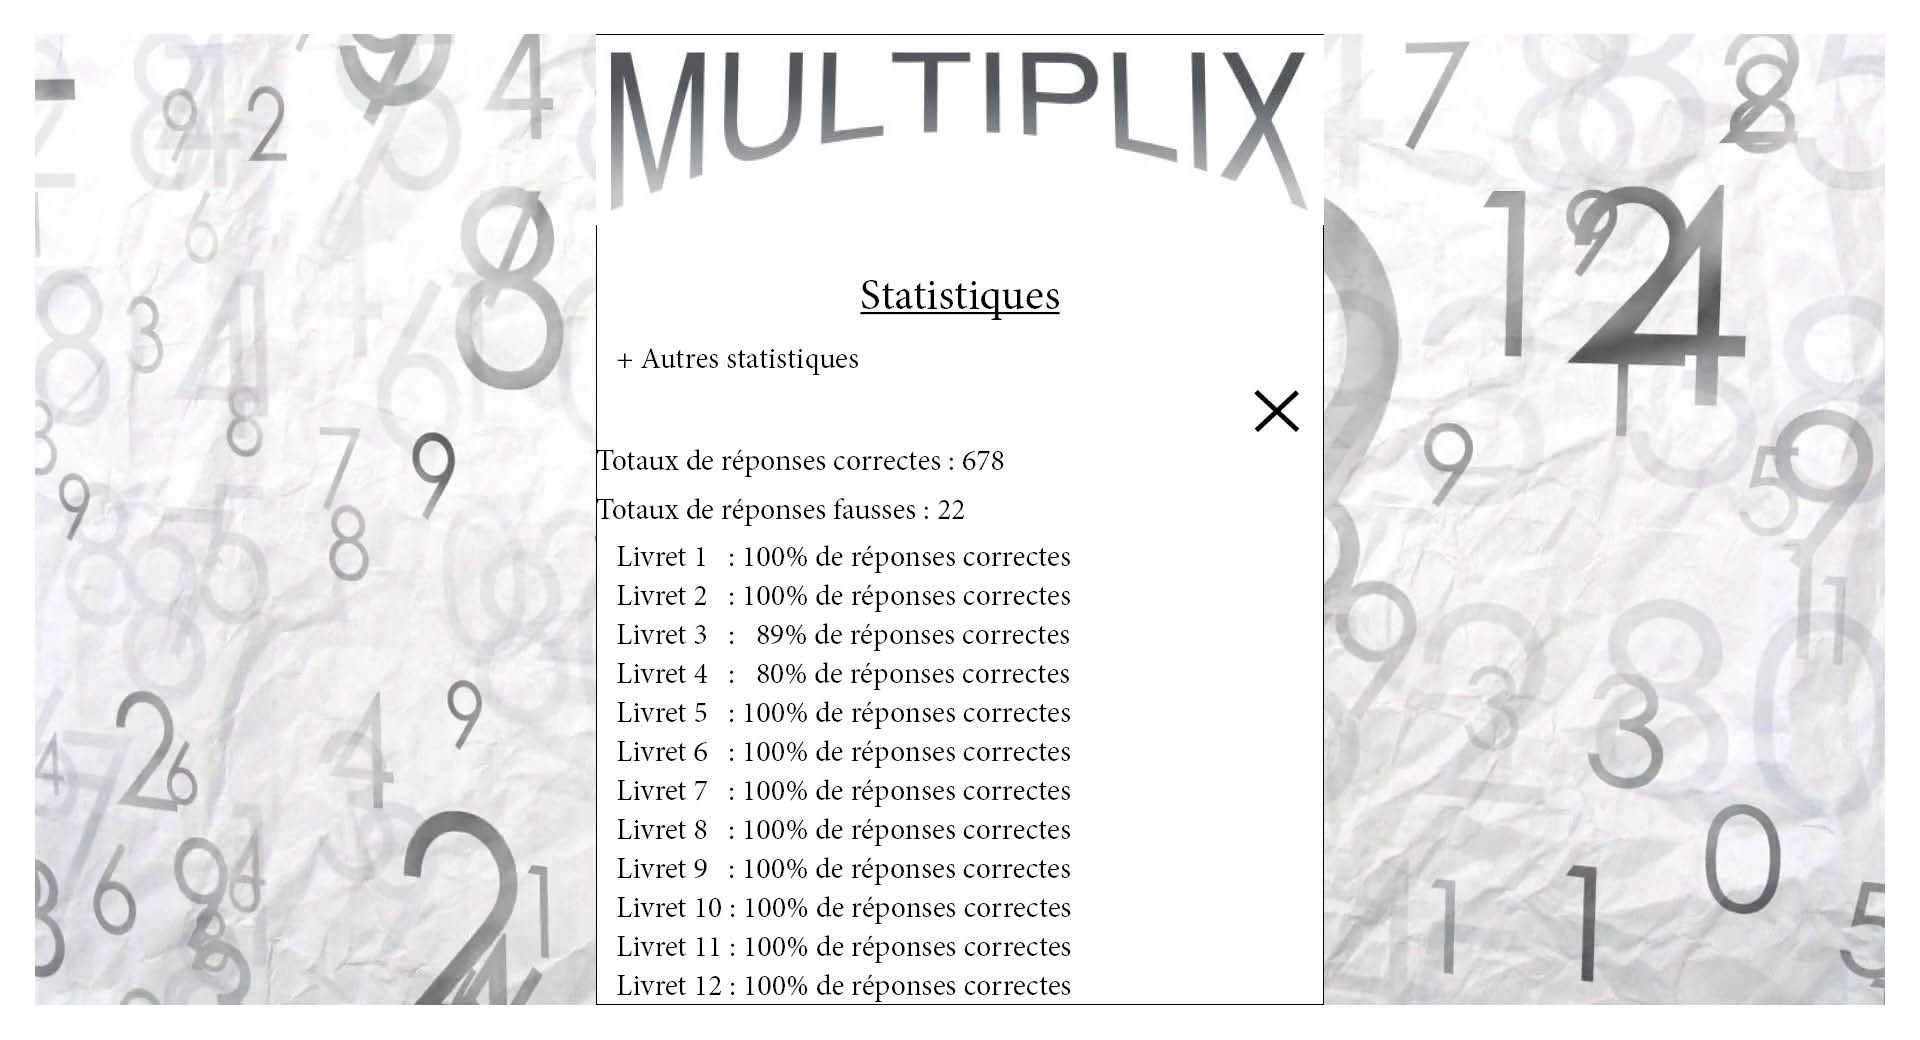 MULTIPLIX
Statistiques
+ Autres statistiques
Totaux de réponses correctes : 678
Totaux de réponses fausses : 22
Livret 1 : 100% de réponses correctes
Livret 2 : 100% de réponses correctes
Livret 3 : 89% de réponses correctes
Livret 4 : 80% de réponses correctes
Livret 5 : 100% de réponses correctes
Livret 6 : 100% de réponses correctes
Livret 7 : 100% de réponses correctes
Livret 8 : 100% de réponses correctes
Livret 9 : 100% de réponses correctes
Livret 10 : 100% de réponses correctes
Livret 11 : 100% de réponses correctes
Livret 12 : 100% de réponses correctes